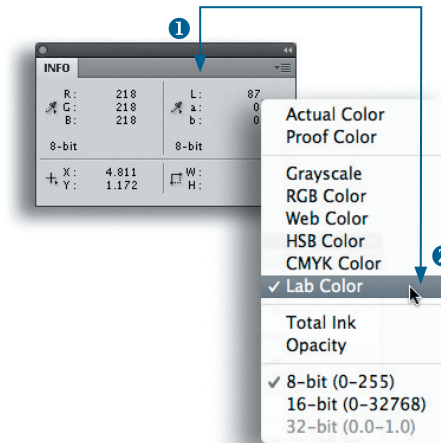 1
INFO
R: 218 L: 87
G: 218 a: 0
B: 218 b: 0
8-bit 8-bit
X: 4.811 W:
Y: 1.172 H:
Actual Color
Proof Color
Grayscale
RGB Color
Web Color
HSB Color
CMYK Color
2
✓ Lab Color
Total Ink
Opacity
✓ 8-bit (0–255)
16-bit (0–32768)
32-bit (0.0–1.0)